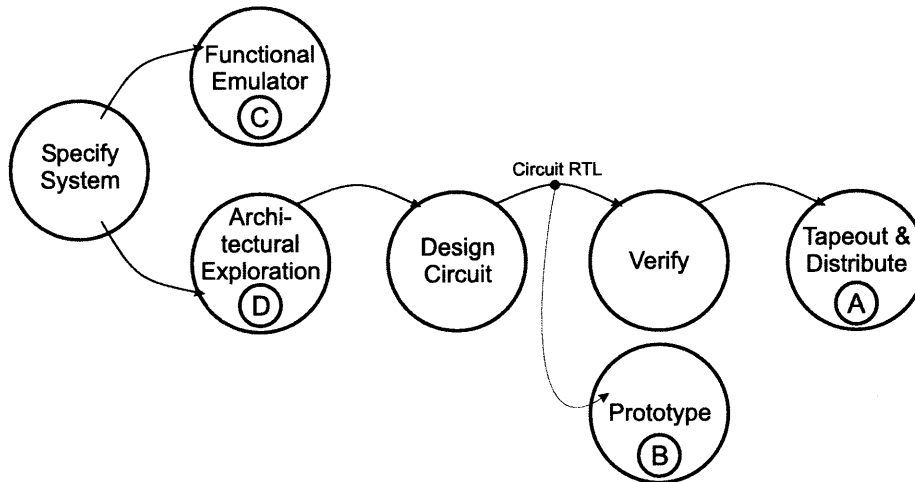 Functional
Emulator
C
Specify
System
Circuit RTL
Archi-
tectural
Exploration
D
Design
Circuit
Verify
Tapeout &
Distribute
A
Prototype
B